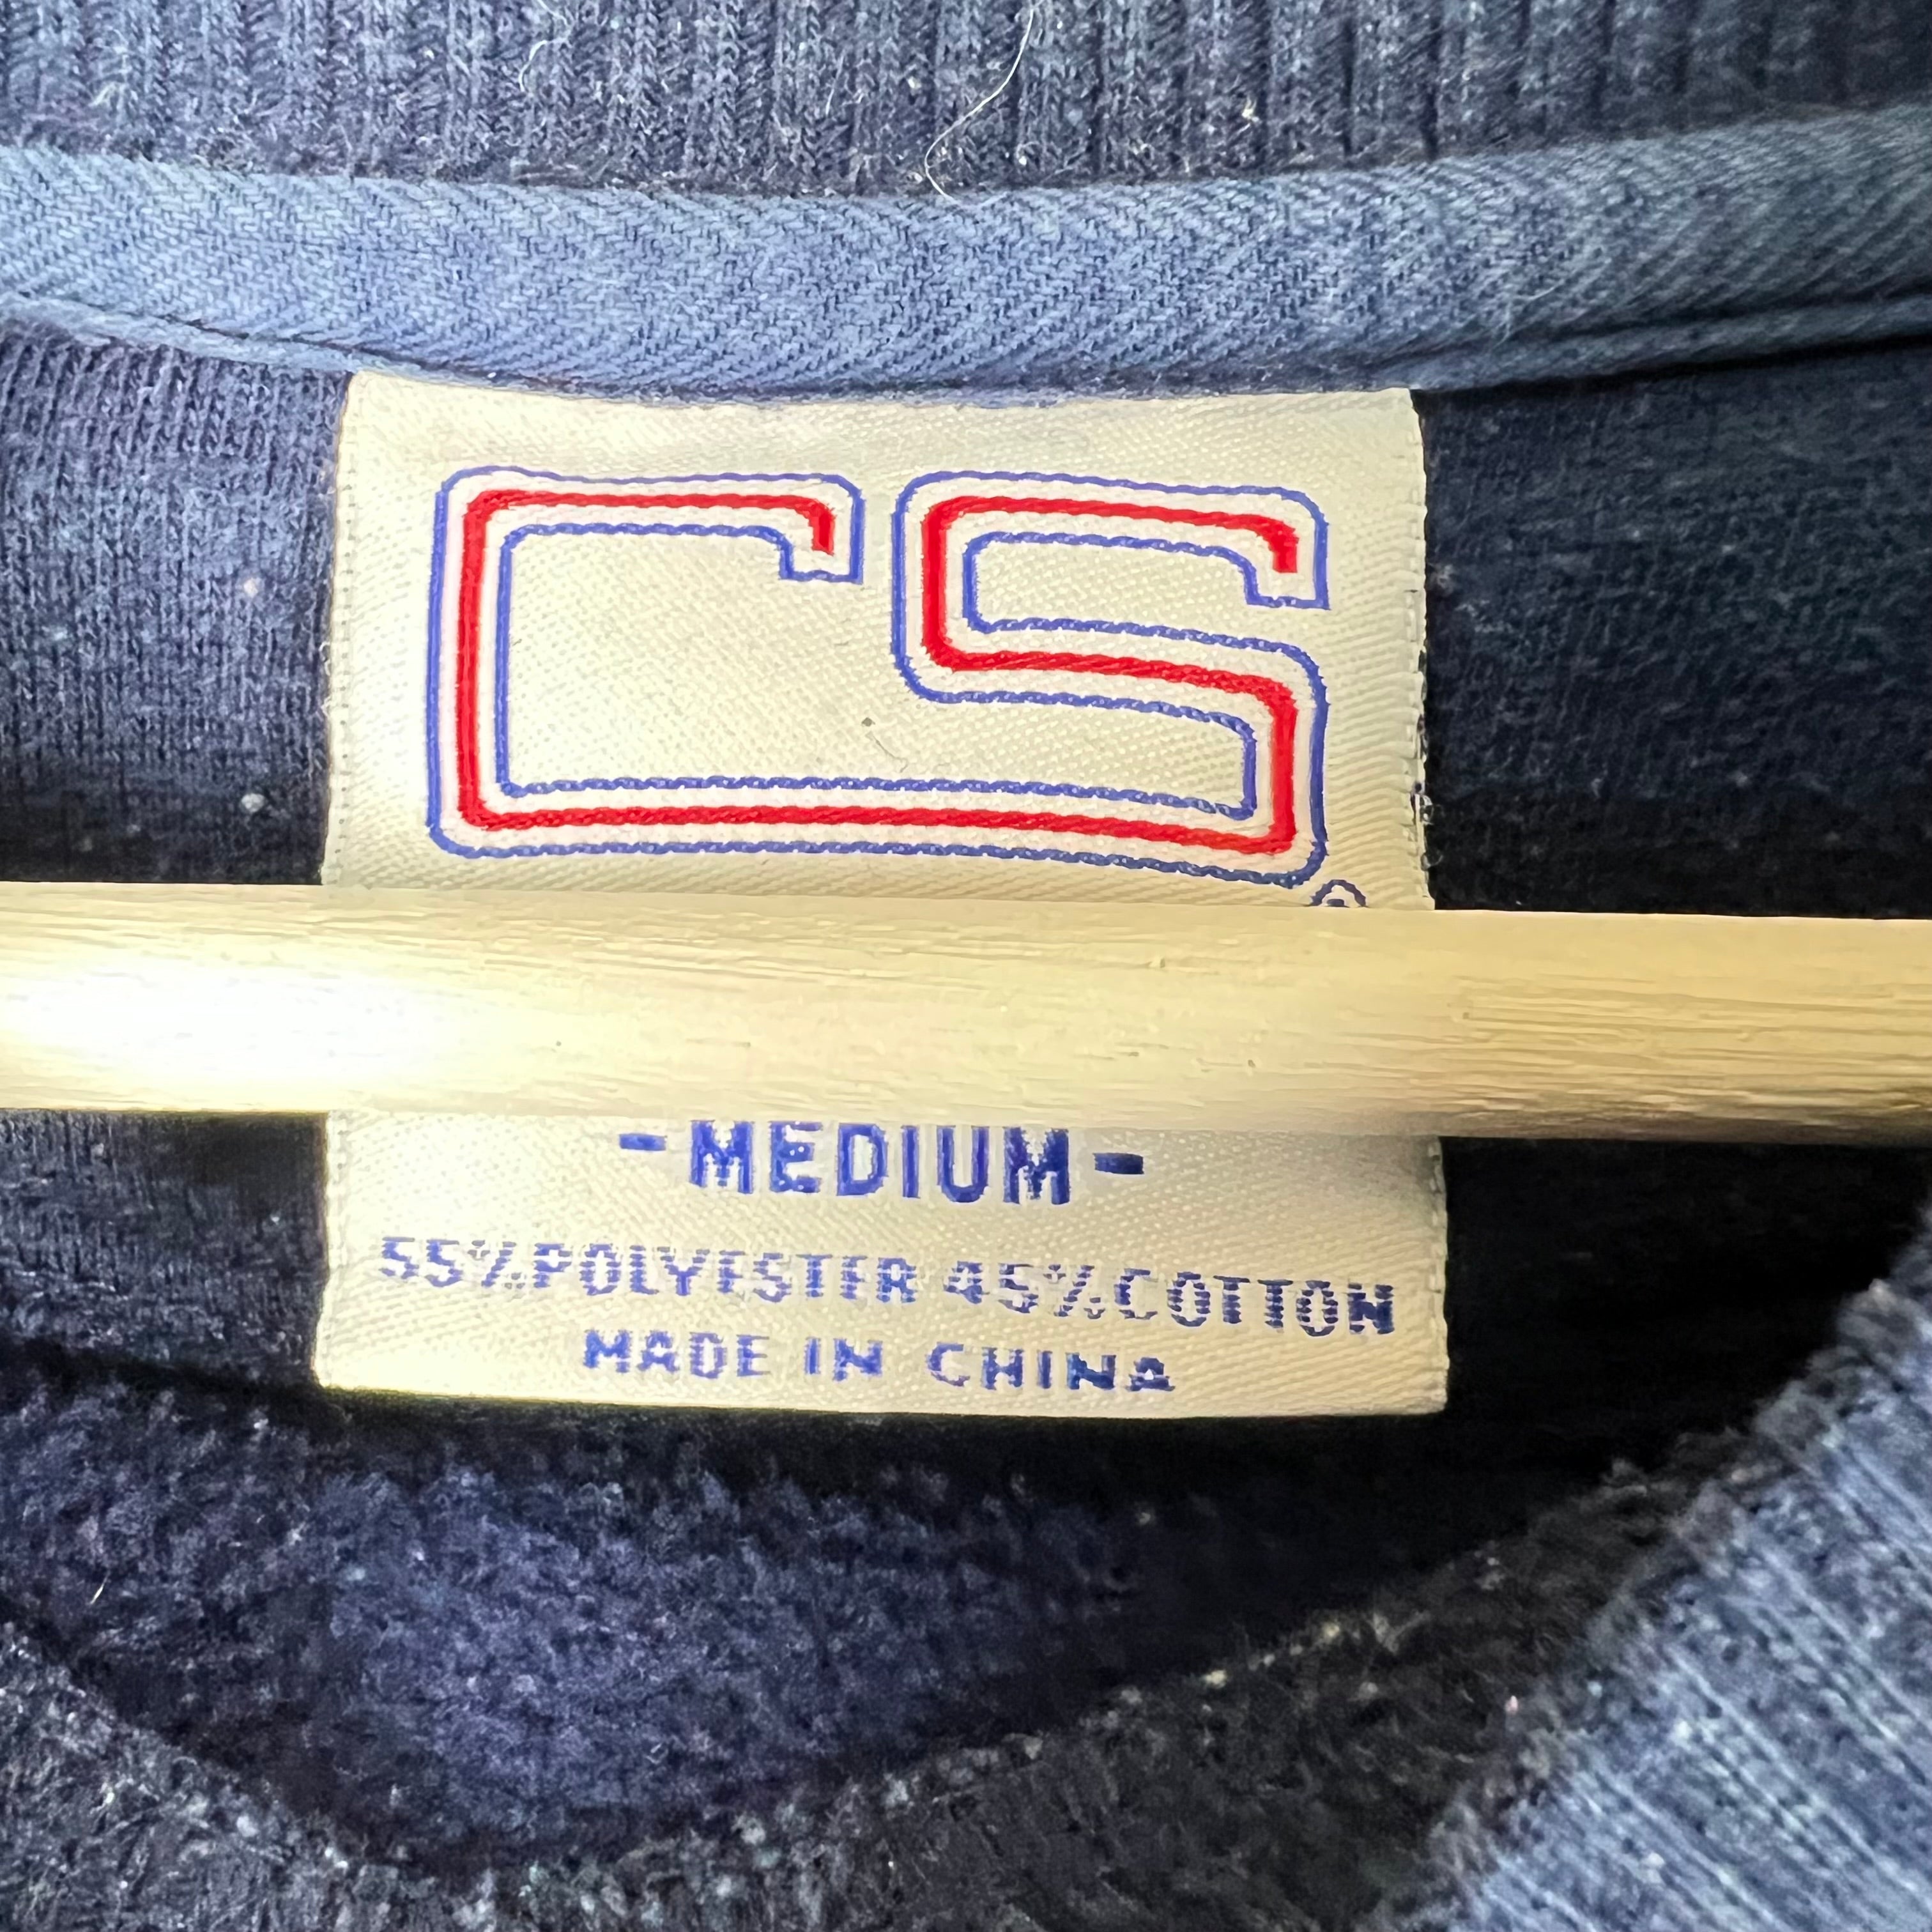 CS
-MEDIUM-
55%POLYESTER 45%COTTON
MADE IN CHINA